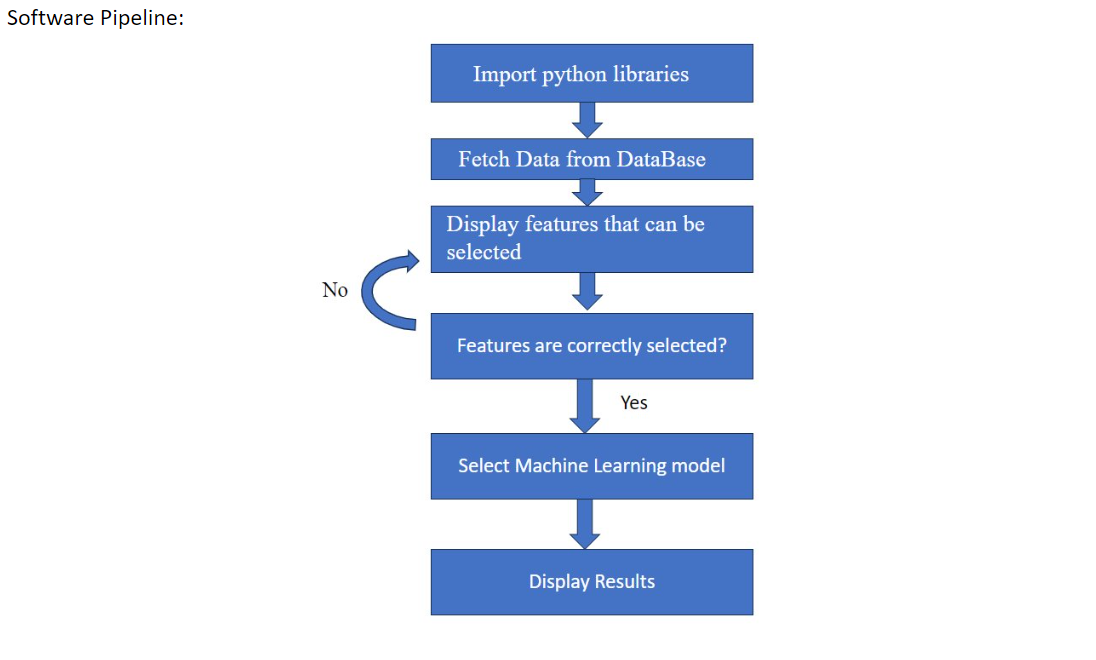 Software Pipeline:
Import python libraries
Fetch Data from DataBase
Display features that can be
selected
No
Features are correctly selected?
Yes
Select Machine Learning model
Display Results